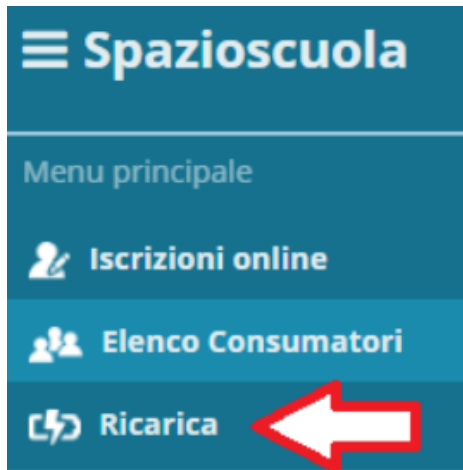 Spazioscuola
Menu principale
Iscrizioni online
Elenco Consumatori
Ricarica